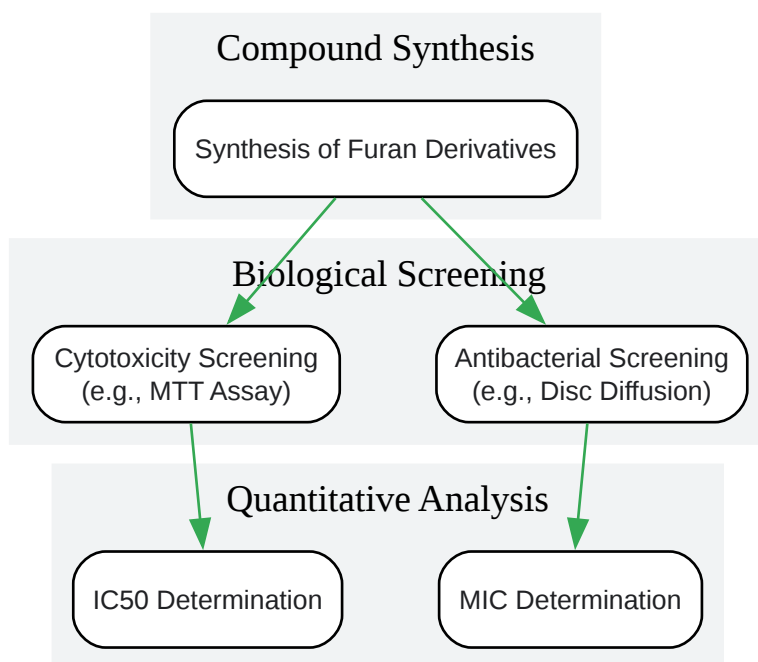 Compound Synthesis
Synthesis of Furan Derivatives
Biological Screening
Cytotoxicity Screening
(e.g., MTT Assay)
Antibacterial Screening
(e.g., Disc Diffusion)
Quantitative Analysis
IC50 Determination
MIC Determination